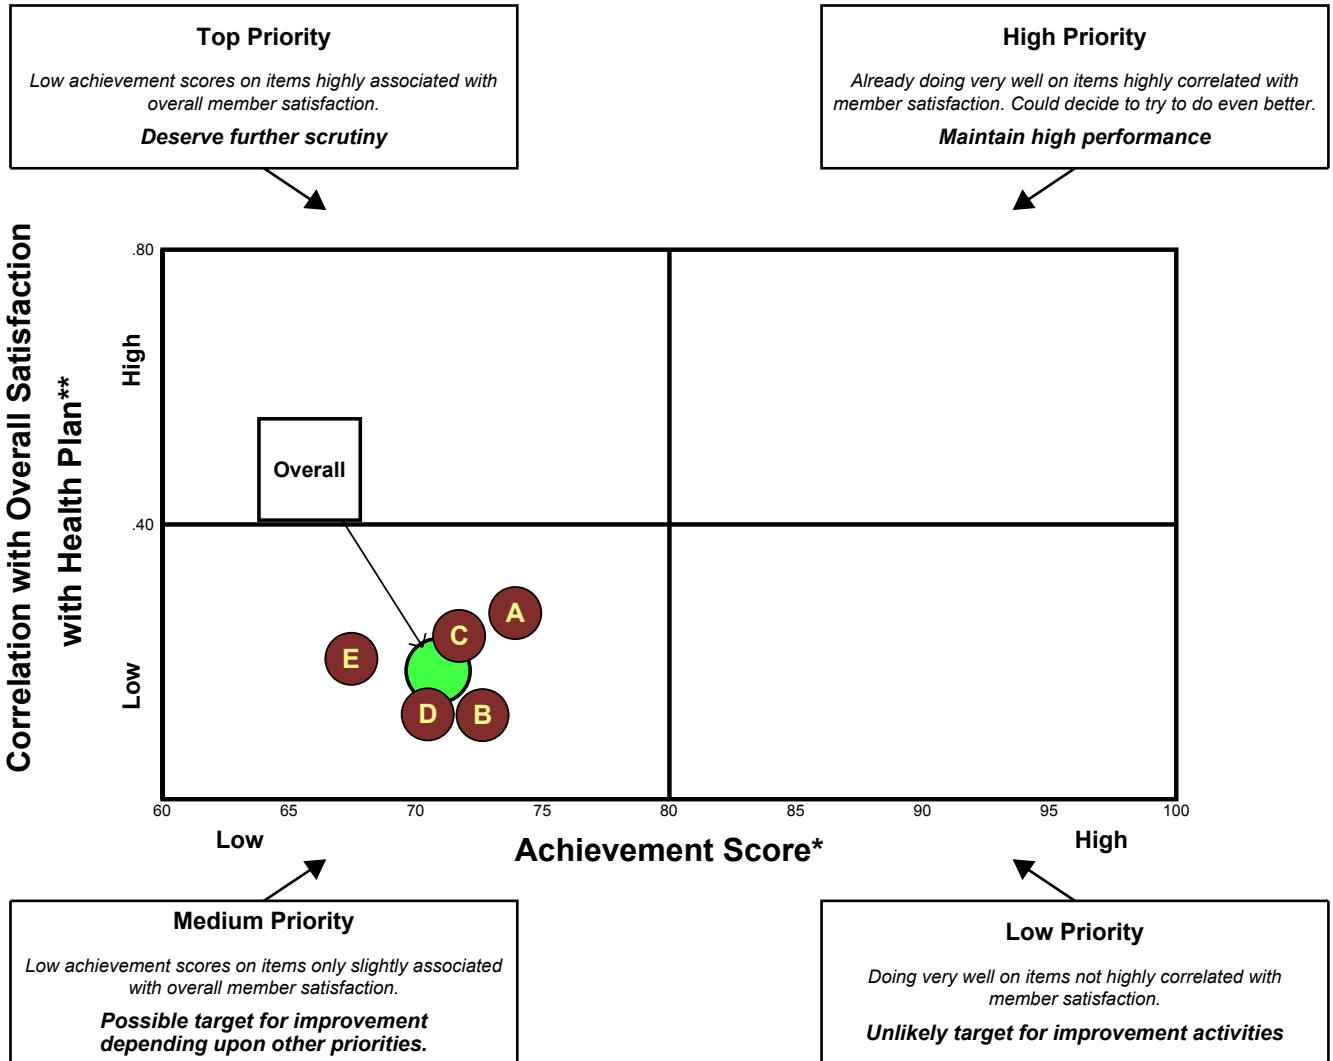 Top Priority
Low achievement scores on items highly associated with
overall member satisfaction.
Deserve further scrutiny
High Priority
Already doing very well on items highly correlated with
member satisfaction. Could decide to try to do even better.
Maintain high performance
Correlation with Overall Satisfaction
with Health Plan**
High
Low
.80
.40
Overall
A
C
E
D
B
60
65
70
75
80
85
90
95
100
Low
Achievement Score*
High
Medium Priority
Low achievement scores on items only slightly associated
with overall member satisfaction.
Possible target for improvement
depending upon other priorities.
Low Priority
Doing very well on items not highly correlated with
member satisfaction.
Unlikely target for improvement activities